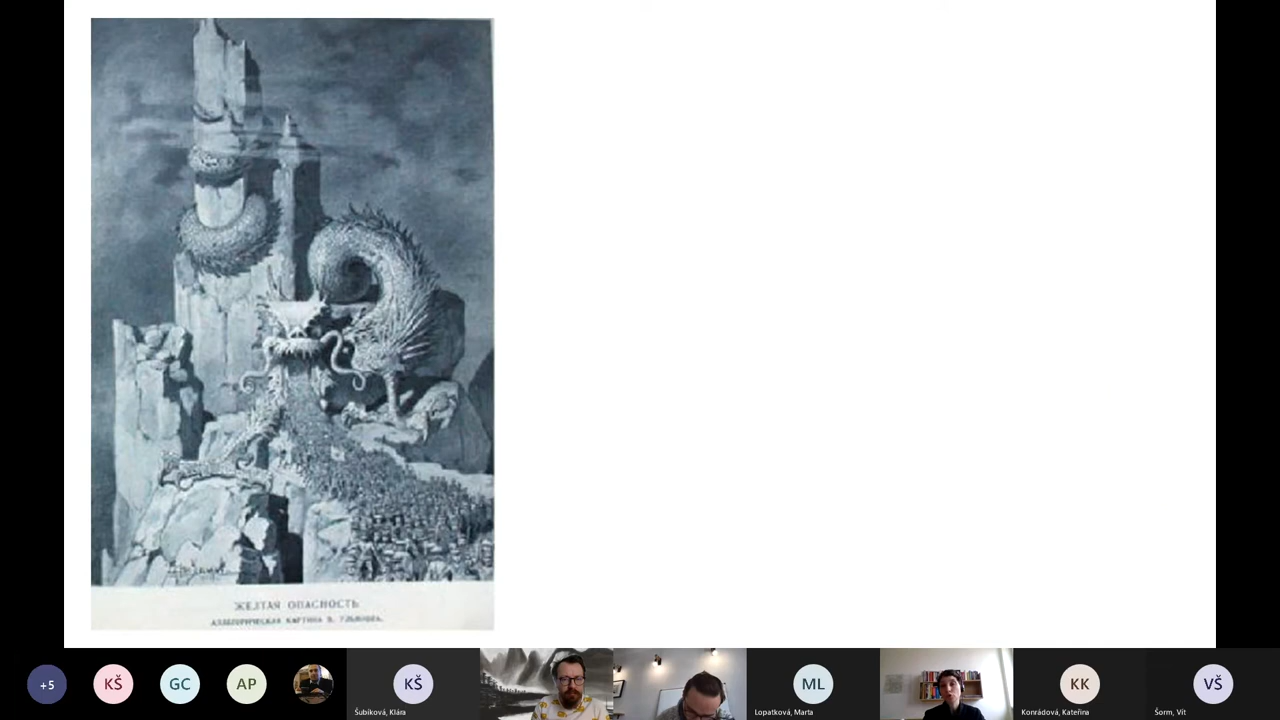 ЖЕЛТАЯ ОПАСНОСТЬ
АЛЛЕГОРИЧЕСКАЯ КАРТИНА
+5
KŠ
GC
AP
KŠ
Šubíková, Klára
ML
Lopatková, Marta
KK
Konrádová, Kateřina
VŠ
Šorm, Vít